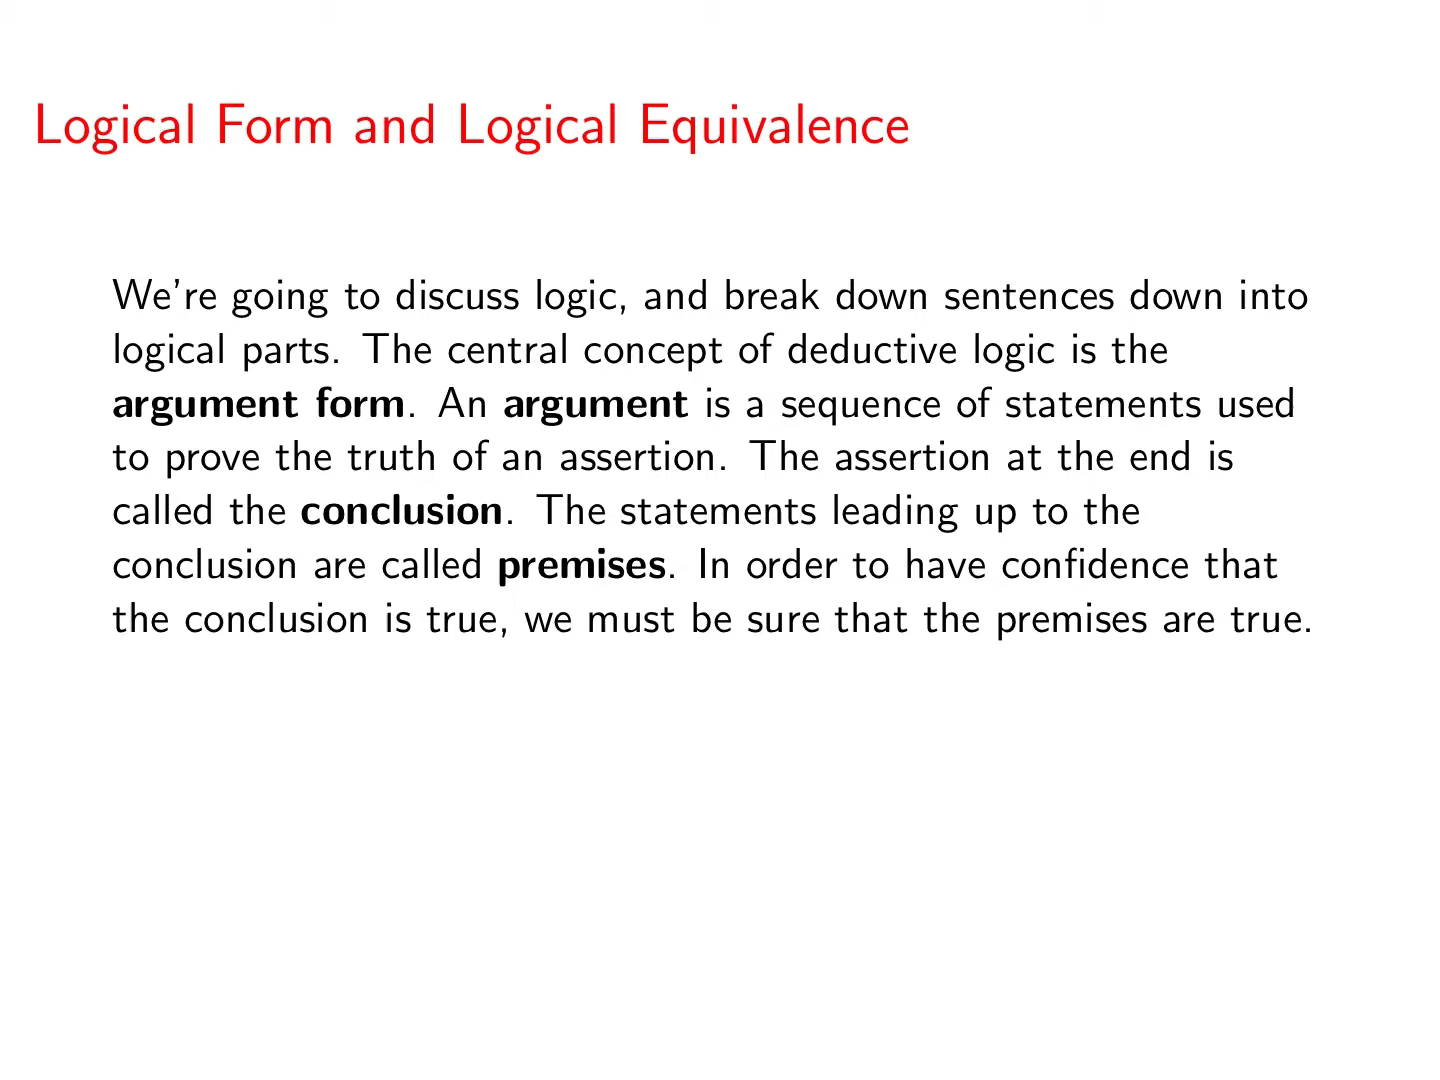 Logical Form and Logical Equivalence
We're going to discuss logic, and break down sentences down into
logical parts. The central concept of deductive logic is the
argument form. An argument is a sequence of statements used
to prove the truth of an assertion. The assertion at the end is
called the conclusion. The statements leading up to the
conclusion are called premises. In order to have confidence that
the conclusion is true, we must be sure that the premises are true.